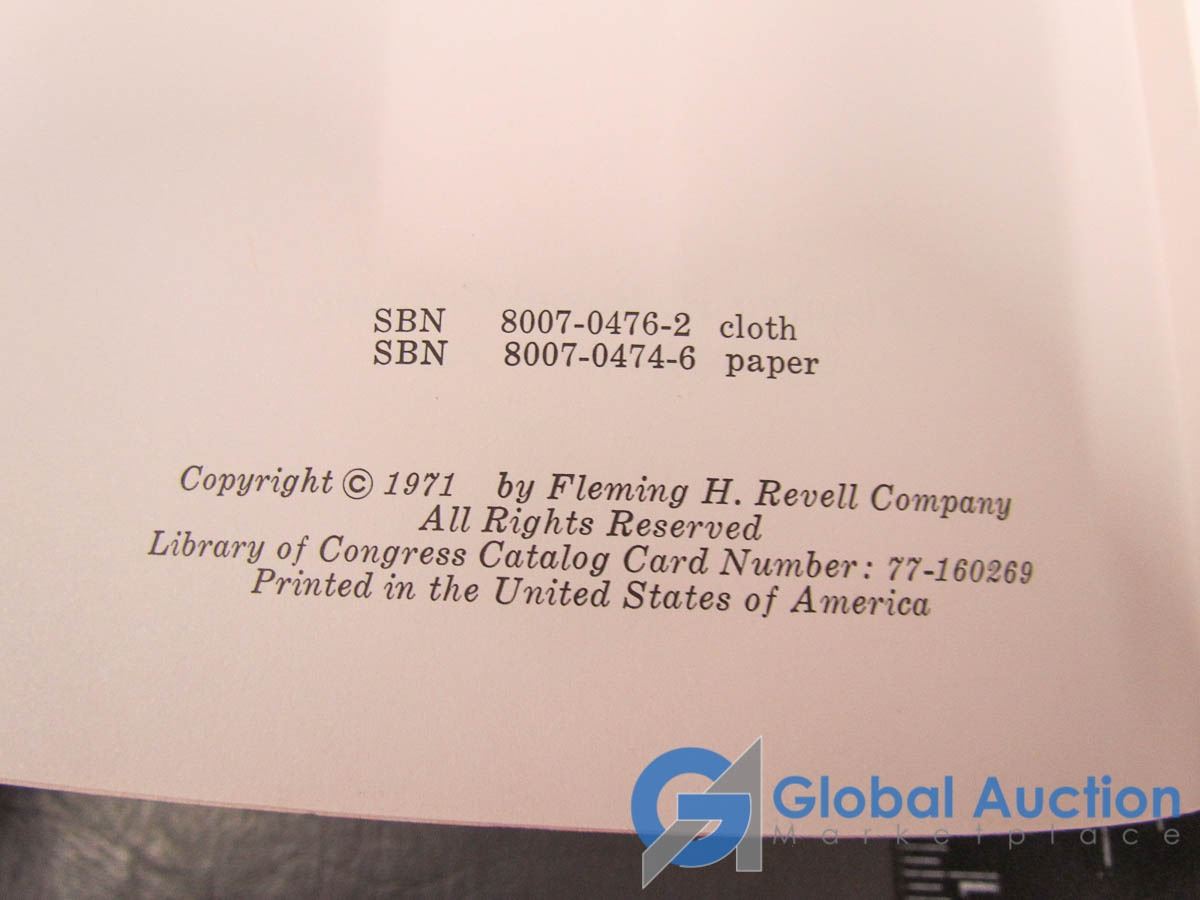 SBN 8007-0476-2 cloth
SBN 8007-0474-6 paper
Copyright © 1971 by Fleming H. Revell Company
All Rights Reserved
Library of Congress Catalog Card Number: 77-160269
Printed in the United States of America
Global Auction
Marketplace